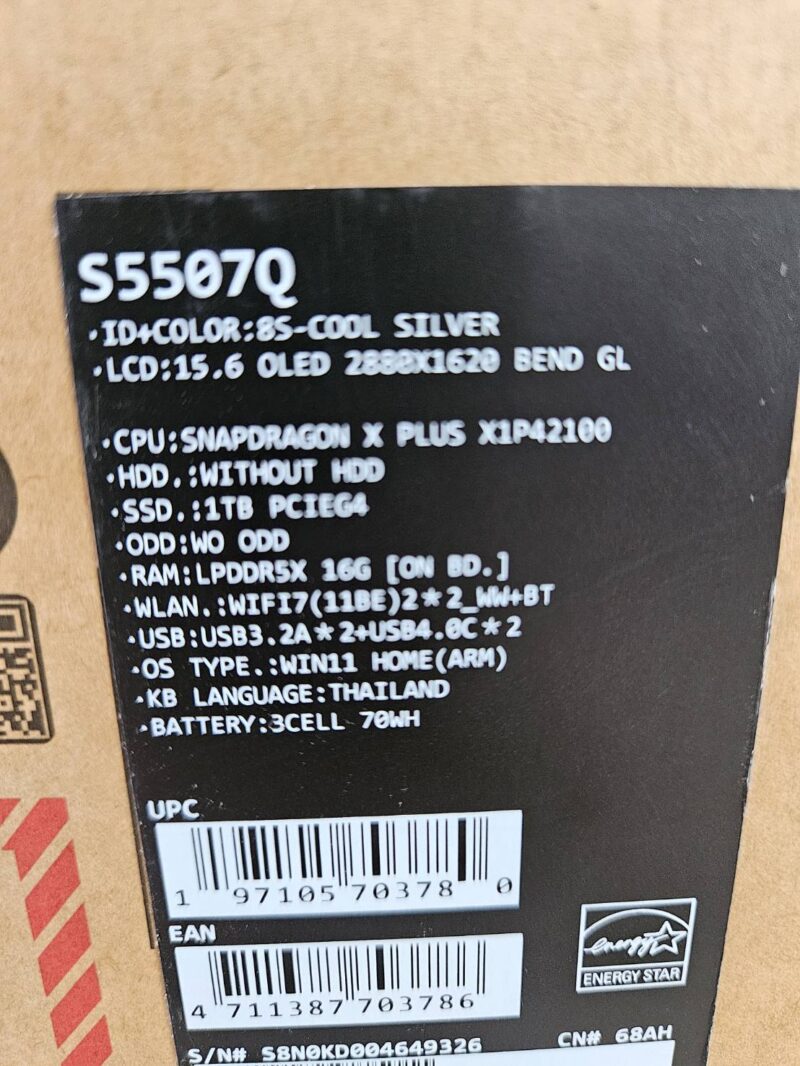 S5507Q
·ID+COLOR:8S-COOL SILVER
·LCD:15.6 OLED 2880X1620 BEND GL
·CPU:SNAPDRAGON X PLUS X1P42100
·HDD.:WITHOUT HDD
·SSD.:1TB PCIEG4
·ODD:WO ODD
·RAM:LPDDR5X 16G [ON BD.]
·WLAN.:WIFI7(11BE)2*2_WW+BT
·USB:USB3.2A*2+USB4.0C*2
·OS TYPE.:WIN11 HOME(ARM)
·KB LANGUAGE:THAILAND
·BATTERY:3CELL 70WH
UPC
1 97105 70378 0
EAN
4 711387 703786
energy
ENERGY STAR
S/N# S8N0KD004649326 CN# 68AH